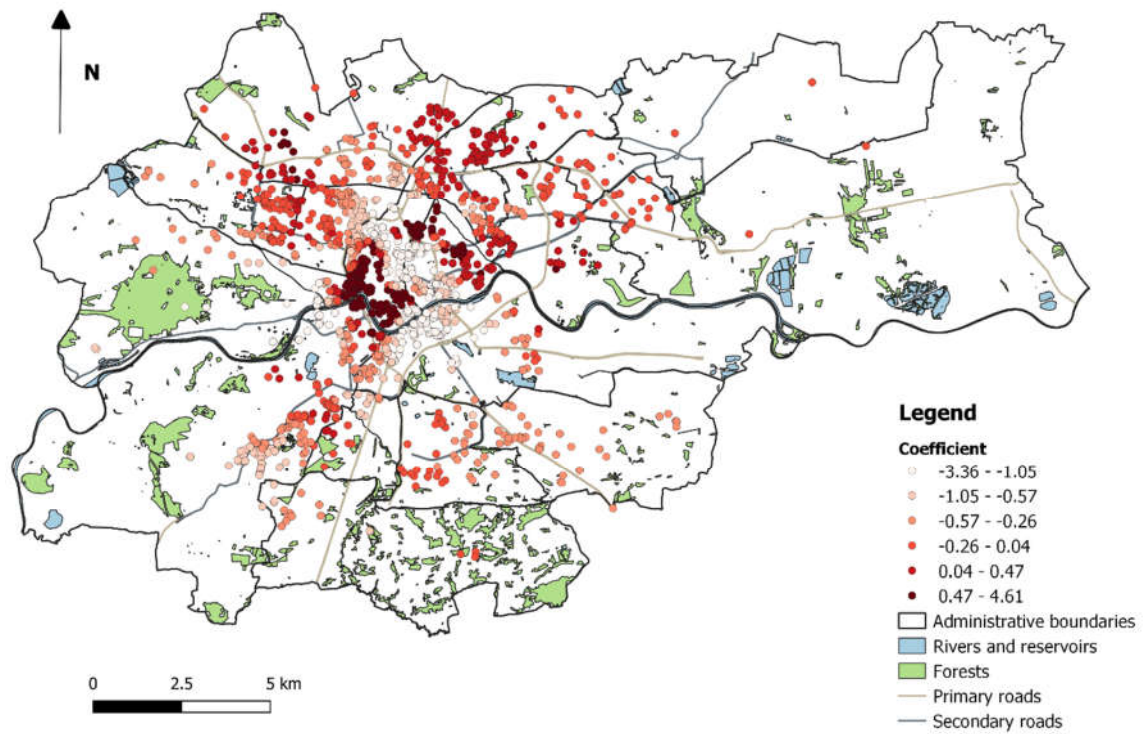 N
Legend
Coefficient
-3.36 - -1.05
-1.05 - -0.57
-0.57 - -0.26
-0.26 - 0.04
0.04 - 0.47
0.47 - 4.61
Administrative boundaries
Rivers and reservoirs
Forests
Primary roads
Secondary roads
0 2.5 5 km